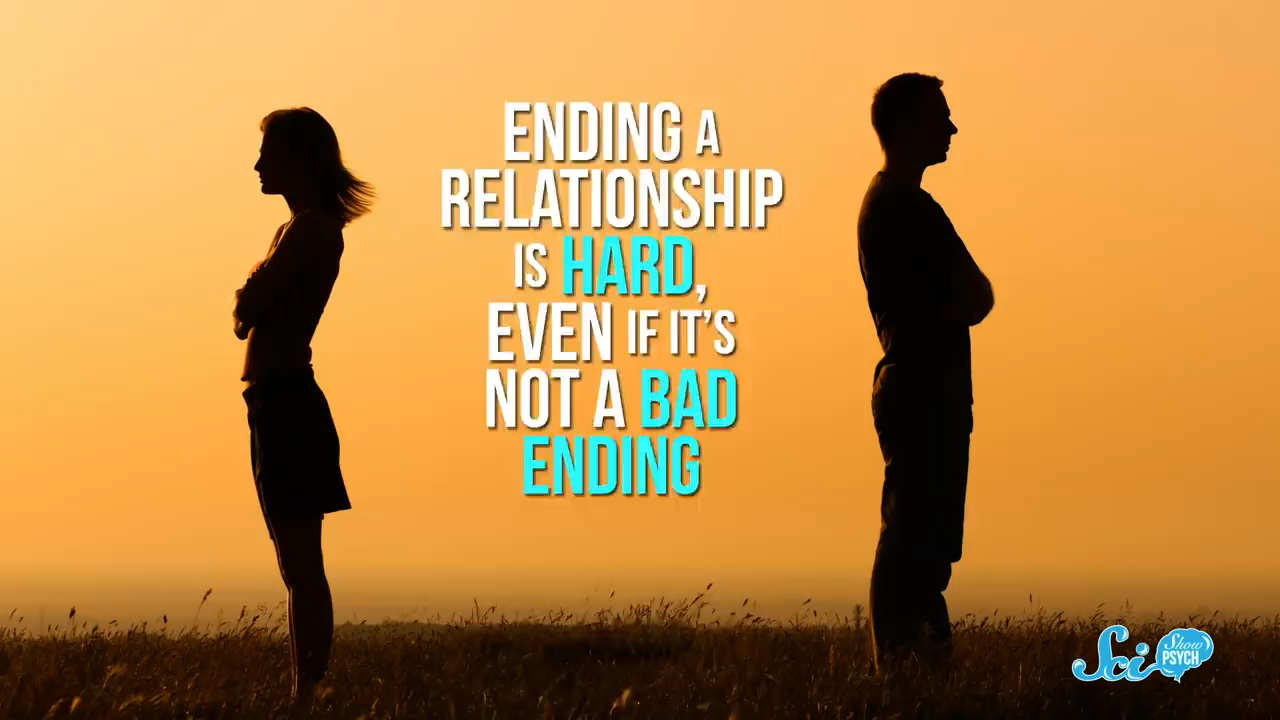 ENDING A
RELATIONSHIP
IS HARD,
EVEN IF IT'S
NOT A BAD
ENDING
Sci Show
PSYCH